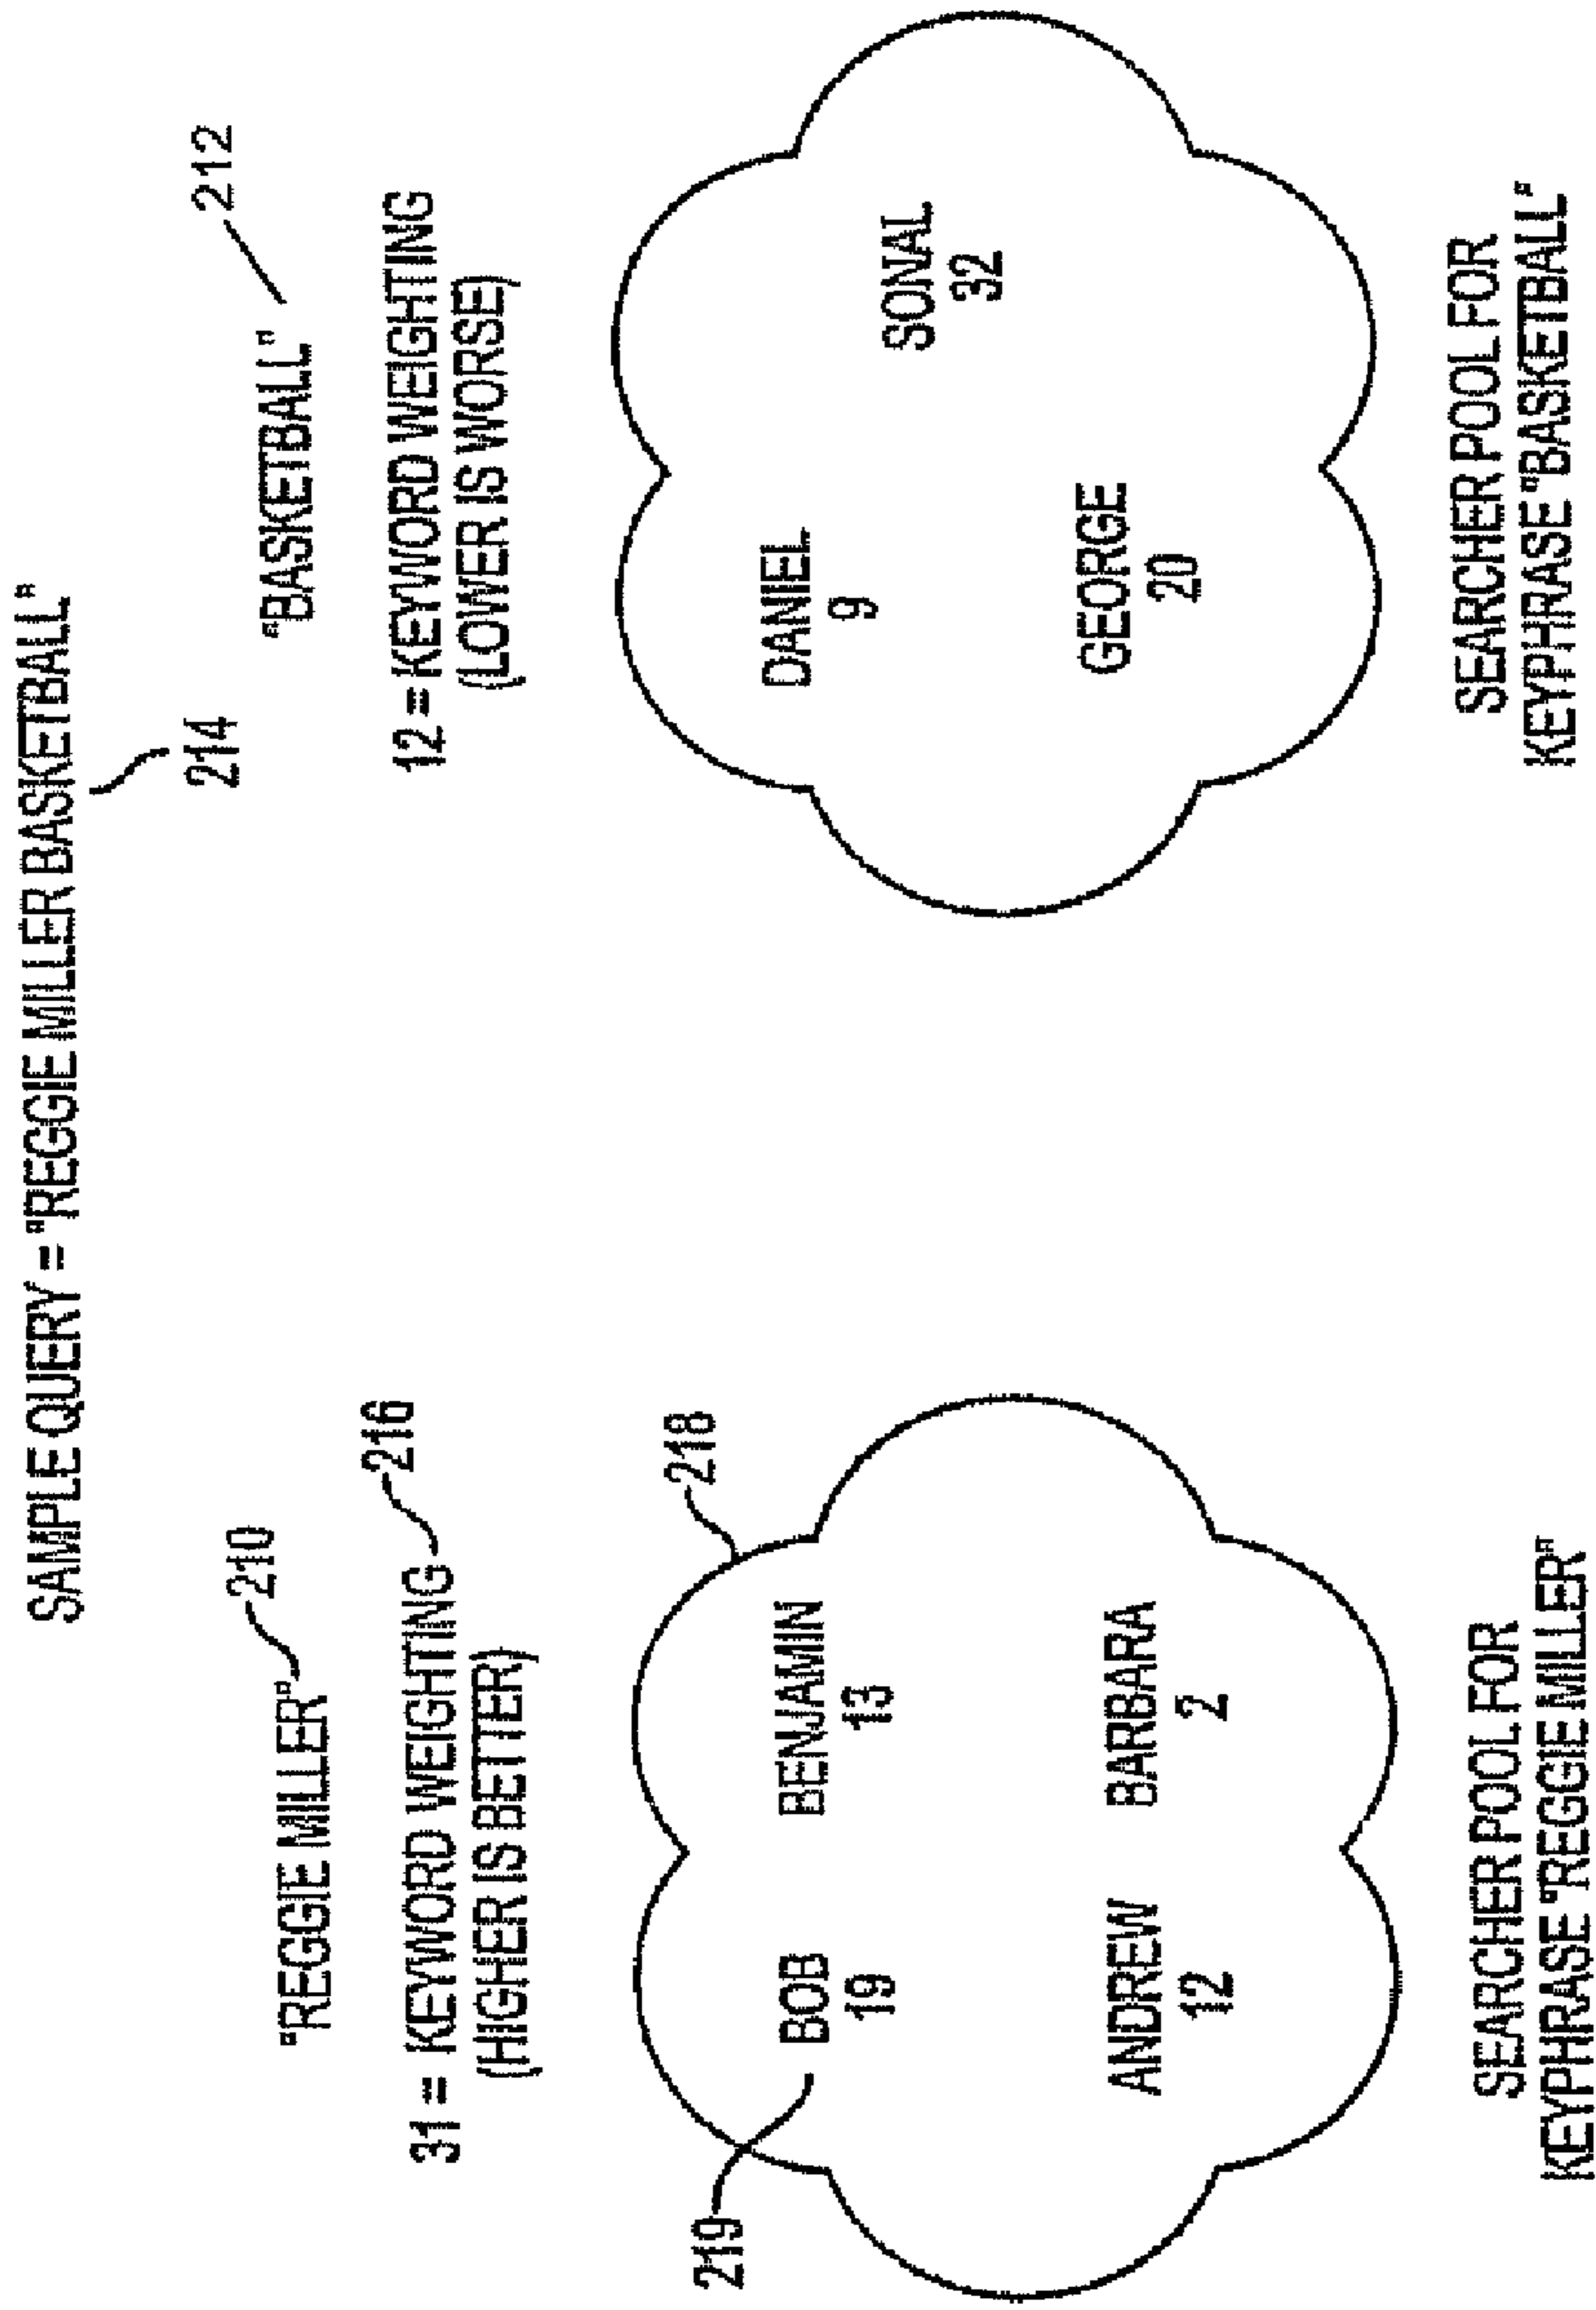 SAMPLE QUERY = "REGGIE MILLER BASKETBALL"
214
"REGGIE MILLER"
210
31 = KEYWORD WEIGHTING
216
(HIGHER IS BETTER)
218
219
BOB
19
BENJAMIN
13
ANDREW
12
BARBARA
2
SEARCHER POOL FOR
KEYPHRASE "REGGIE MILLER"
"BASKETBALL"
212
12 = KEYWORD WEIGHTING
(LOWER IS WORSE)
DANIEL
9
SONAL
32
GEORGE
20
SEARCHER POOL FOR
KEYPHRASE "BASKETBALL"